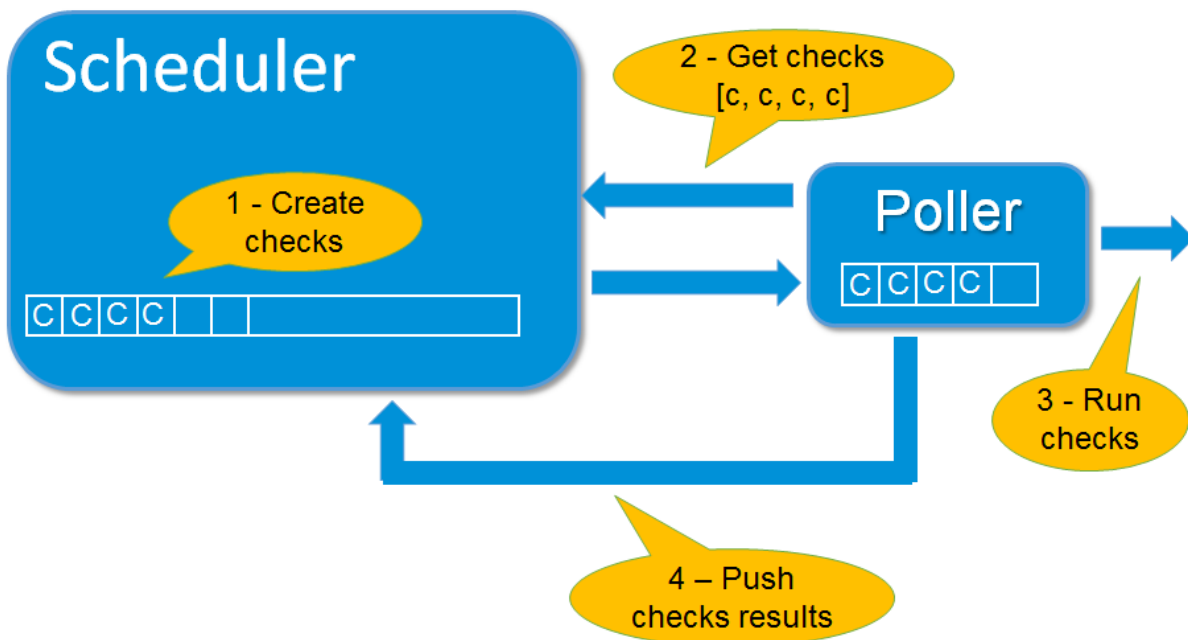 Scheduler
2 - Get checks
[c, c, c, c]
1 - Create
checks
Poller
C C C C
C C C C
3 - Run
checks
4 – Push
checks results